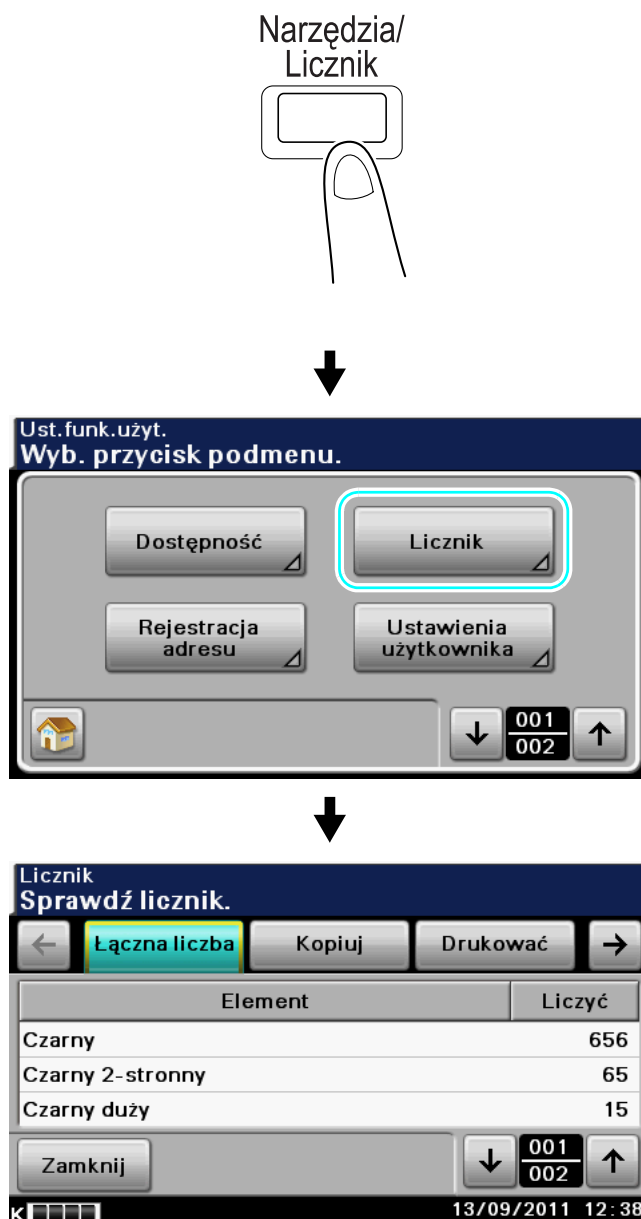 Narzędzia/
Licznik
Ust.funk.użyt.
Wyb. przycisk podmenu.
Dostępność
Licznik
Rejestracja
adresu
Ustawienia
użytkownika
001
002
Licznik
Sprawdź licznik.
Łączna liczba Kopiuj Drukować
Element Liczyć
Czarny 656
Czarny 2-stronny 65
Czarny duży 15
Zamknij
001
002
K 13/09/2011 12:38